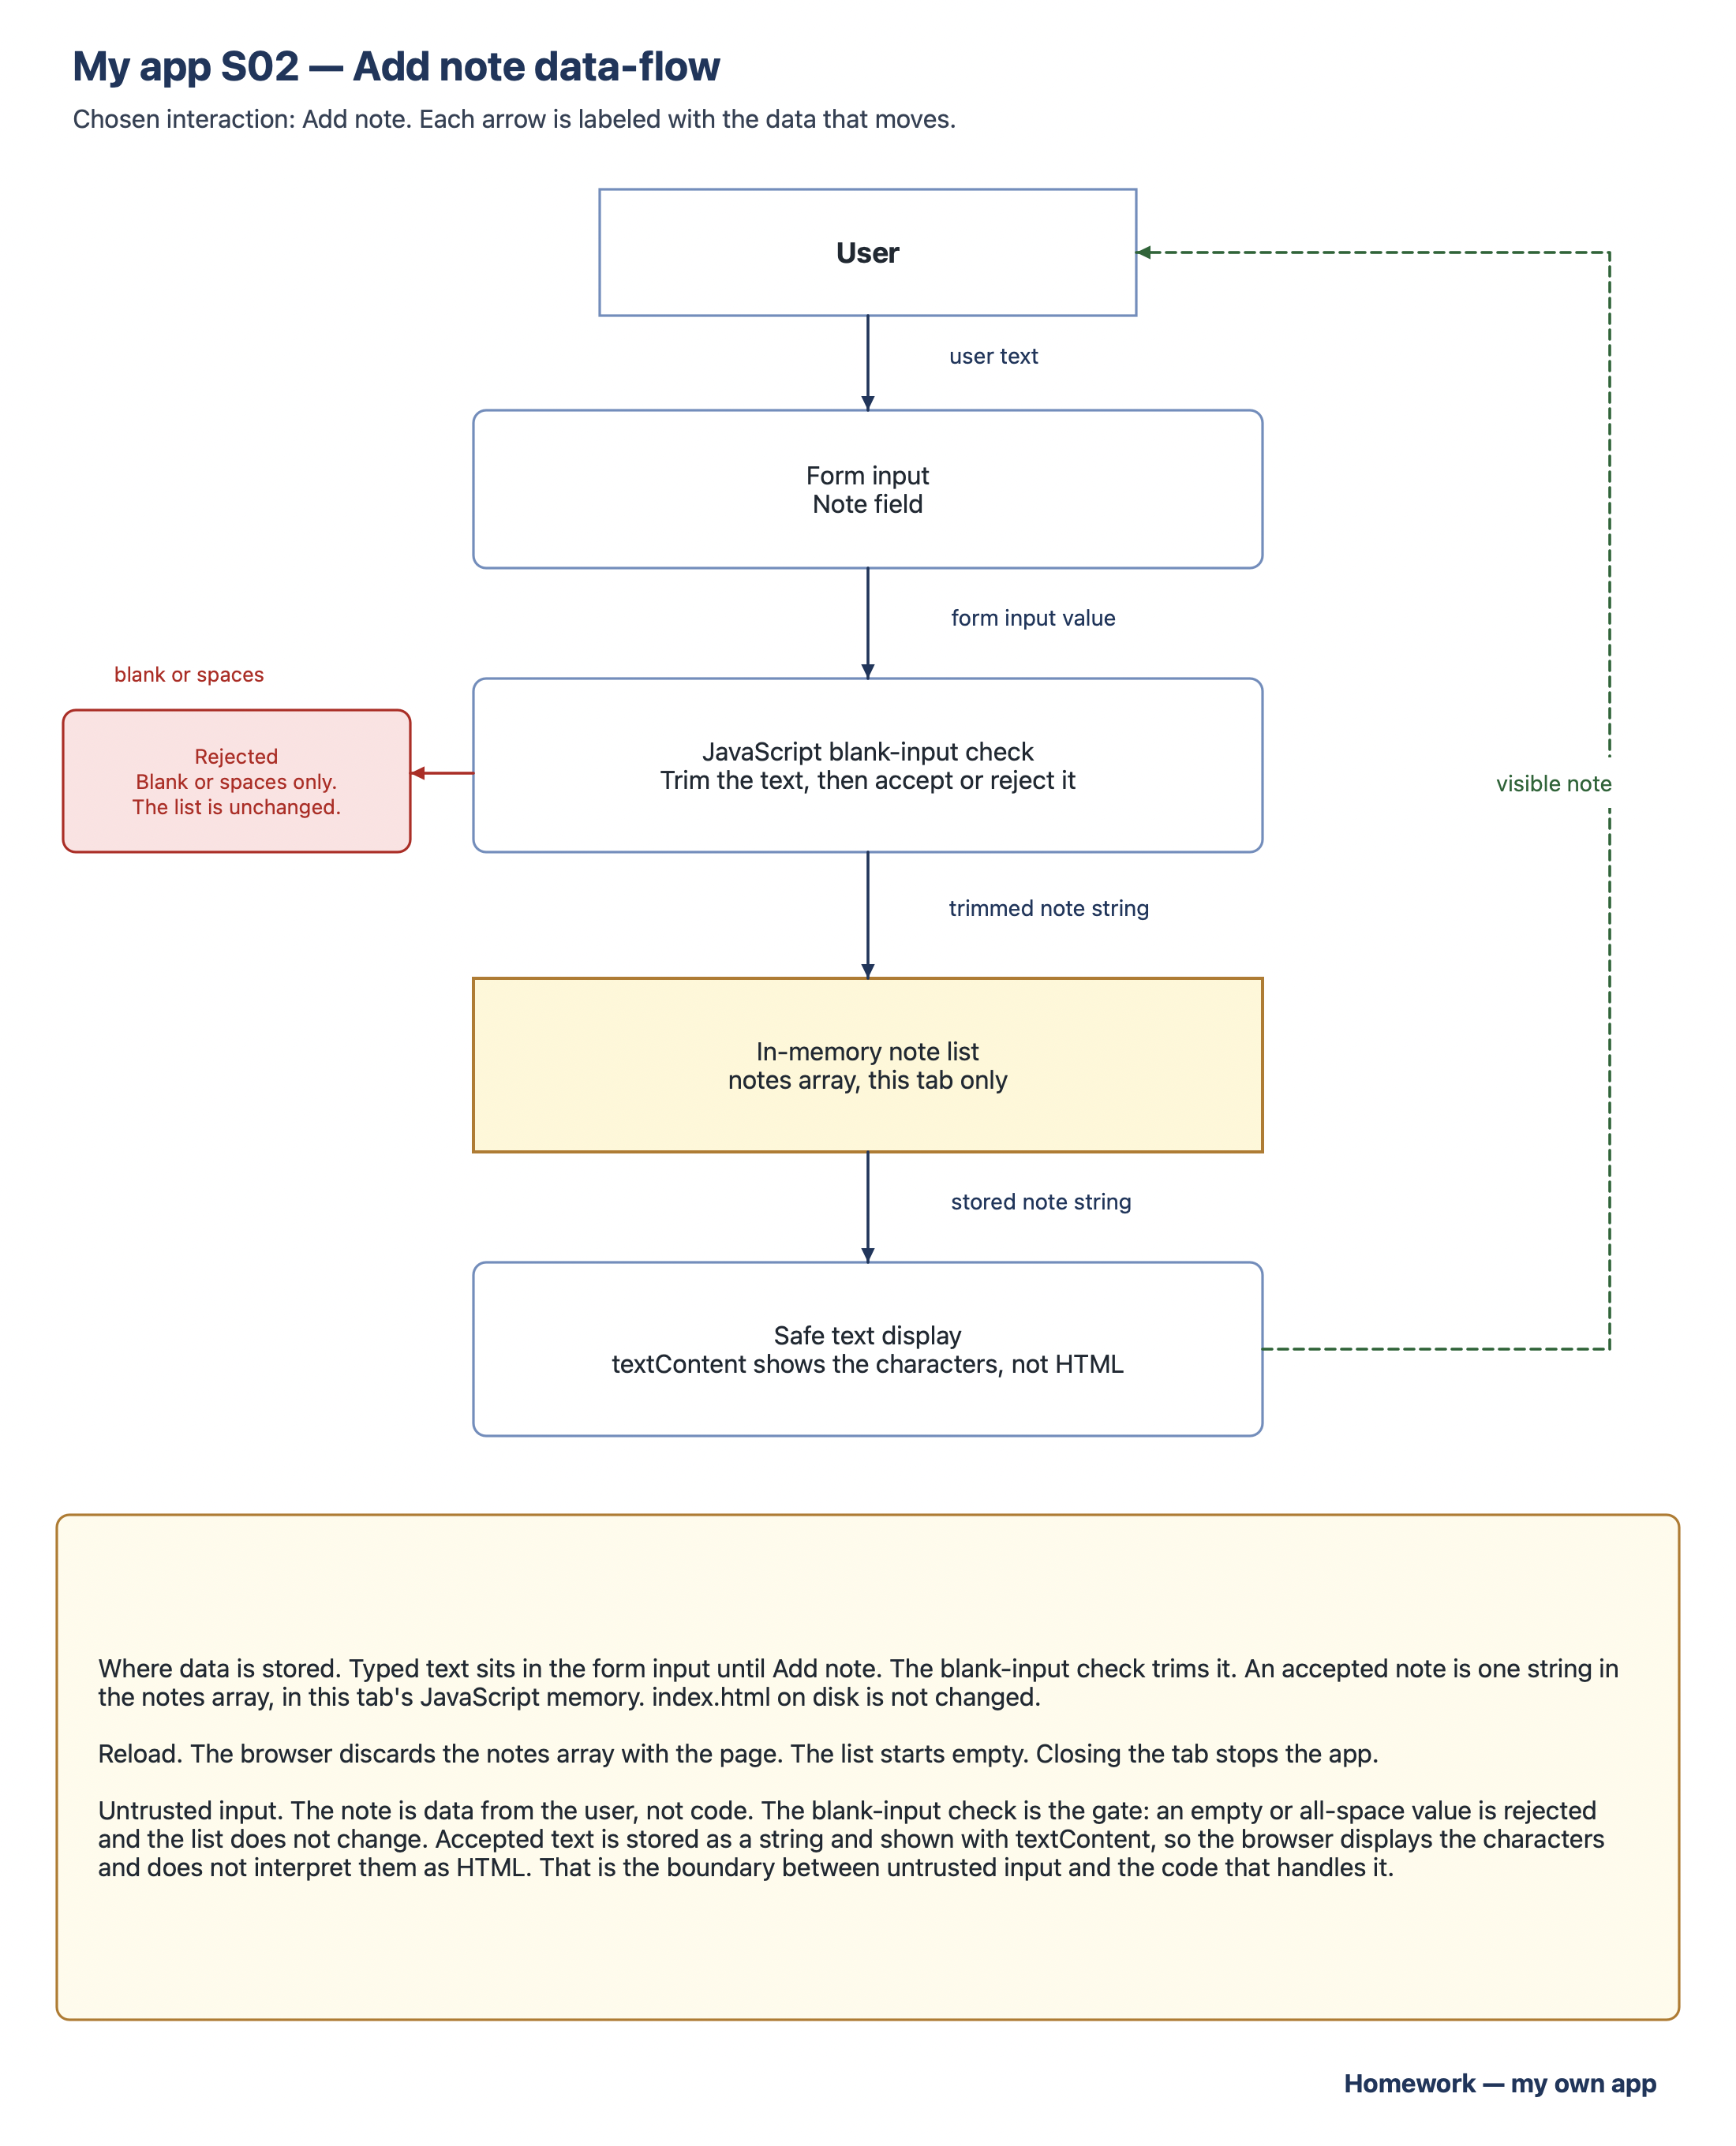 My app S02 — Add note data-flow
Chosen interaction: Add note. Each arrow is labeled with the data that moves.
User
user text
Form input
Note field
form input value
blank or spaces
Rejected
Blank or spaces only.
The list is unchanged.
JavaScript blank-input check
Trim the text, then accept or reject it
visible note
trimmed note string
In-memory note list
notes array, this tab only
stored note string
Safe text display
textContent shows the characters, not HTML
Where data is stored. Typed text sits in the form input until Add note. The blank-input check trims it. An accepted note is one string in
the notes array, in this tab's JavaScript memory. index.html on disk is not changed.
Reload. The browser discards the notes array with the page. The list starts empty. Closing the tab stops the app.
Untrusted input. The note is data from the user, not code. The blank-input check is the gate: an empty or all-space value is rejected
and the list does not change. Accepted text is stored as a string and shown with textContent, so the browser displays the characters
and does not interpret them as HTML. That is the boundary between untrusted input and the code that handles it.
Homework — my own app